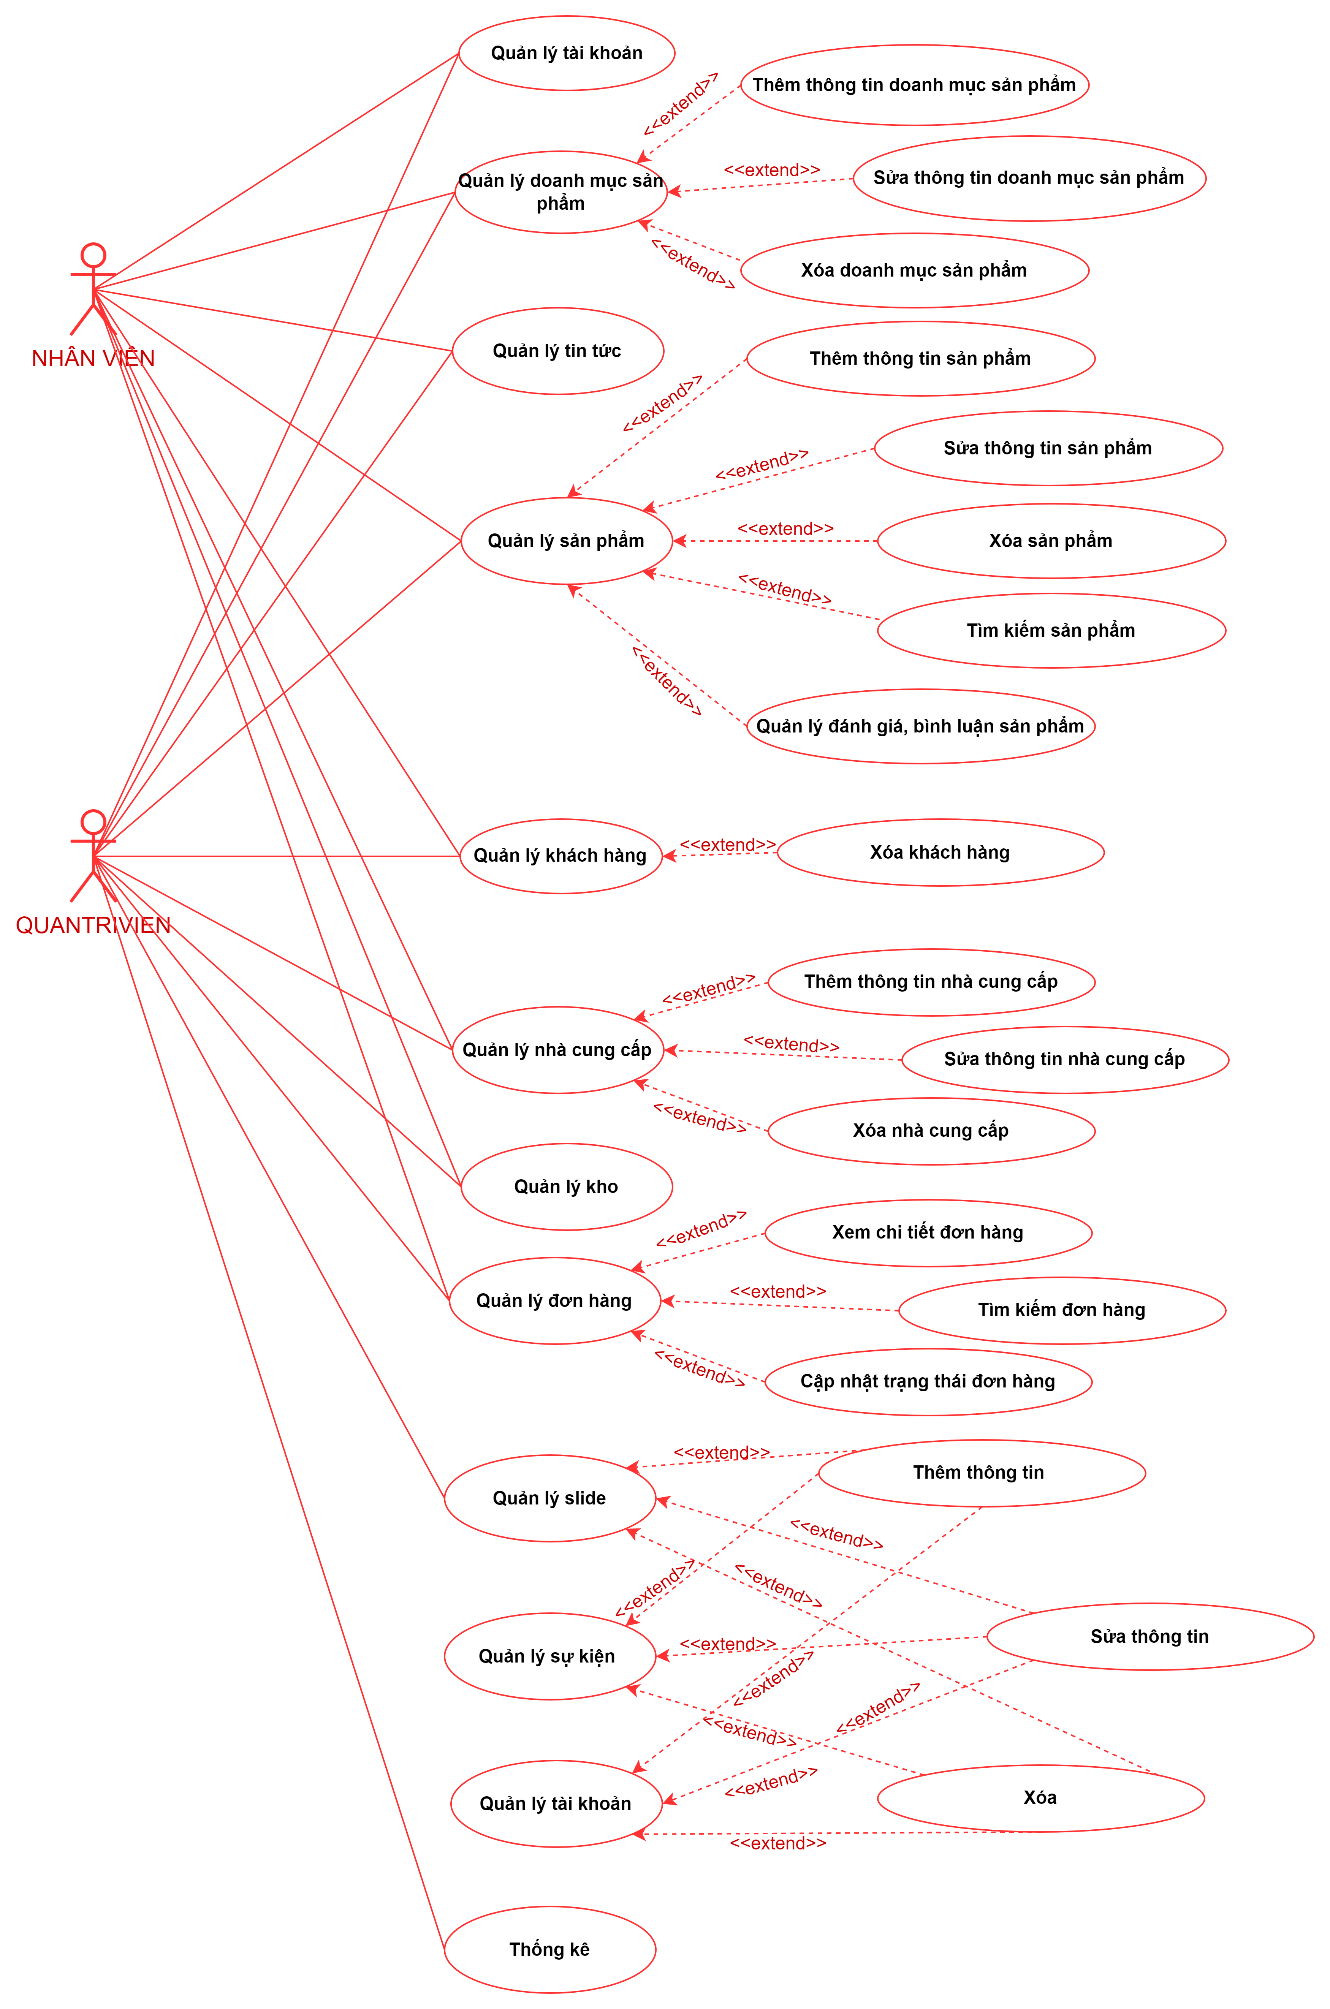 Quản lý tài khoản
<<extend>>
Thêm thông tin doanh mục sản phẩm
Quản lý doanh mục sản
phẩm
<<extend>>
Sửa thông tin doanh mục sản phẩm
<<extend>>
Xóa doanh mục sản phẩm
NHÂN VIÊN
Quản lý tin tức
Thêm thông tin sản phẩm
<<extend>>
Sửa thông tin sản phẩm
<<extend>>
Quản lý sản phẩm
<<extend>>
Xóa sản phẩm
<<extend>>
Tìm kiếm sản phẩm
<<extend>>
Quản lý đánh giá, bình luận sản phẩm
Quản lý khách hàng
<<extend>>
Xóa khách hàng
QUANTRIVIEN
<<extend>>
Thêm thông tin nhà cung cấp
Quản lý nhà cung cấp
<<extend>>
Sửa thông tin nhà cung cấp
<<extend>>
Xóa nhà cung cấp
Quản lý kho
<<extend>>
Xem chi tiết đơn hàng
Quản lý đơn hàng
<<extend>>
Tìm kiếm đơn hàng
<<extend>>
Cập nhật trạng thái đơn hàng
<<extend>>
Thêm thông tin
Quản lý slide
<<extend>>
<<extend>>
<<extend>>
Quản lý sự kiện
<<extend>>
Sửa thông tin
<<extend>>
<<extend>>
<<extend>>
Quản lý tài khoản
<<extend>>
Xóa
<<extend>>
Thống kê